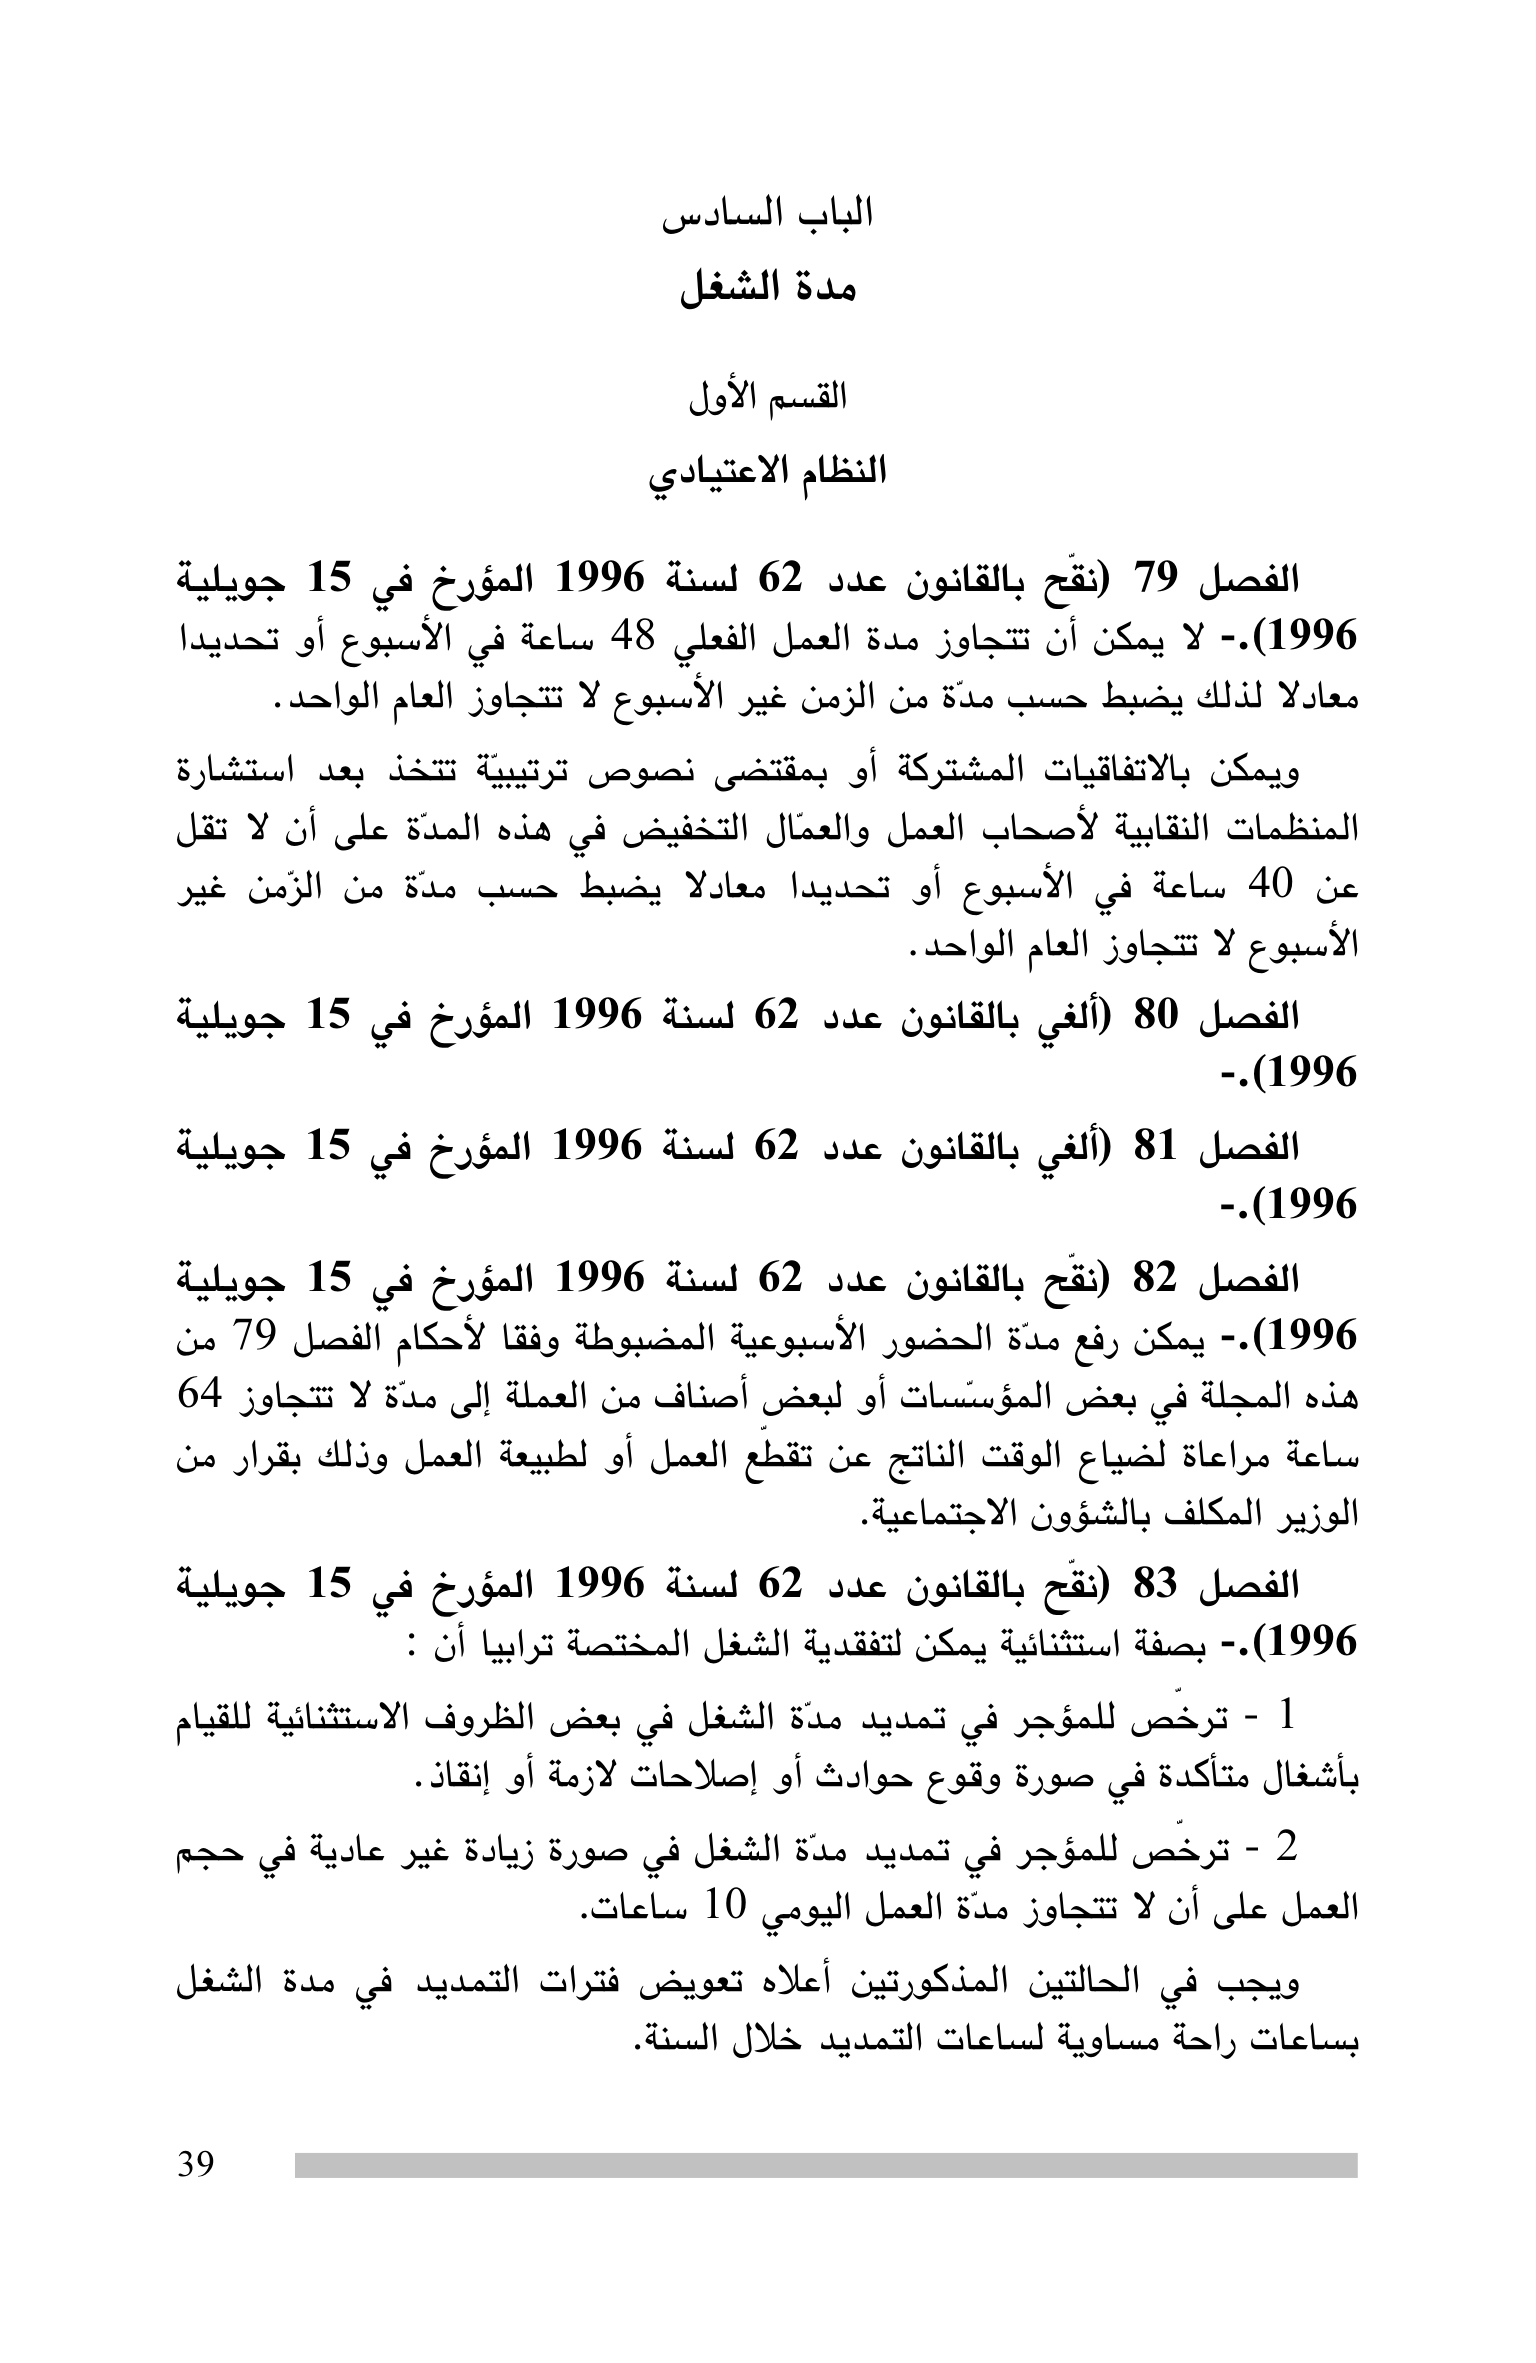 الباب السادس
مدة الشغل
القسم الأول
النظام الاعتيادي
الفصل 79 (نقّح بالقانون عدد 62 لسنة 1996 المؤرخ في 15 جويلية
1996).- لا يمكن أن تتجاوز مدة العمل الفعلي 48 ساعة في الأسبوع أو تحديدا
معادلا لذلك يضبط حسب مدّة من الزمن غير الأسبوع لا تتجاوز العام الواحد.
ويمكن بالاتفاقيات المشتركة أو بمقتضى نصوص ترتيبيّة تتخذ بعد استشارة
المنظمات النقابية لأصحاب العمل والعمّال التخفيض في هذه المدّة على أن لا تقل
عن 40 ساعة في الأسبوع أو تحديدا معادلا يضبط حسب مدّة من الزّمن غير
الأسبوع لا تتجاوز العام الواحد.
الفصل 80 (ألغي بالقانون عدد 62 لسنة 1996 المؤرخ في 15 جويلية
1996).-
الفصل 81 (ألغي بالقانون عدد 62 لسنة 1996 المؤرخ في 15 جويلية
1996).-
الفصل 82 (نقّح بالقانون عدد 62 لسنة 1996 المؤرخ في 15 جويلية
1996).- يمكن رفع مدّة الحضور الأسبوعية المضبوطة وفقا لأحكام الفصل 79 من
هذه المجلة في بعض المؤسّسات أو لبعض أصناف من العملة إلى مدّة لا تتجاوز 64
ساعة مراعاة لضياع الوقت الناتج عن تقطّع العمل أو لطبيعة العمل وذلك بقرار من
الوزير المكلف بالشؤون الاجتماعية.
الفصل 83 (نقّح بالقانون عدد 62 لسنة 1996 المؤرخ في 15 جويلية
1996).- بصفة استثنائية يمكن لتفقدية الشغل المختصة ترابيا أن :
1 - ترخّص للمؤجر في تمديد مدّة الشغل في بعض الظروف الاستثنائية للقيام
بأشغال متأكدة في صورة وقوع حوادث أو إصلاحات لازمة أو إنقاذ.
2 - ترخّص للمؤجر في تمديد مدّة الشغل في صورة زيادة غير عادية في حجم
العمل على أن لا تتجاوز مدّة العمل اليومي 10 ساعات.
ويجب في الحالتين المذكورتين أعلاه تعويض فترات التمديد في مدة الشغل
بساعات راحة مساوية لساعات التمديد خلال السنة.
39